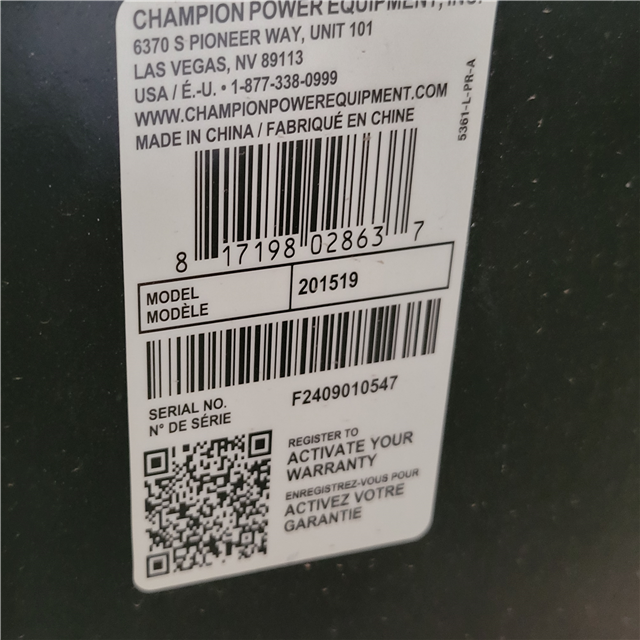 CHAMPION POWER EQUIPMENT, INC.
6370 S PIONEER WAY, UNIT 101
LAS VEGAS, NV 89113
USA / É.-U. • 1-877-338-0999
WWW.CHAMPIONPOWEREQUIPMENT.COM
MADE IN CHINA / FABRIQUÉ EN CHINE
5361-L-PR-A
8 17198 02863 7
MODEL
MODÈLE
201519
SERIAL NO.
N° DE SÉRIE
F2409010547
REGISTER TO
ACTIVATE YOUR
WARRANTY
ENREGISTREZ-VOUS POUR
ACTIVEZ VOTRE
GARANTIE